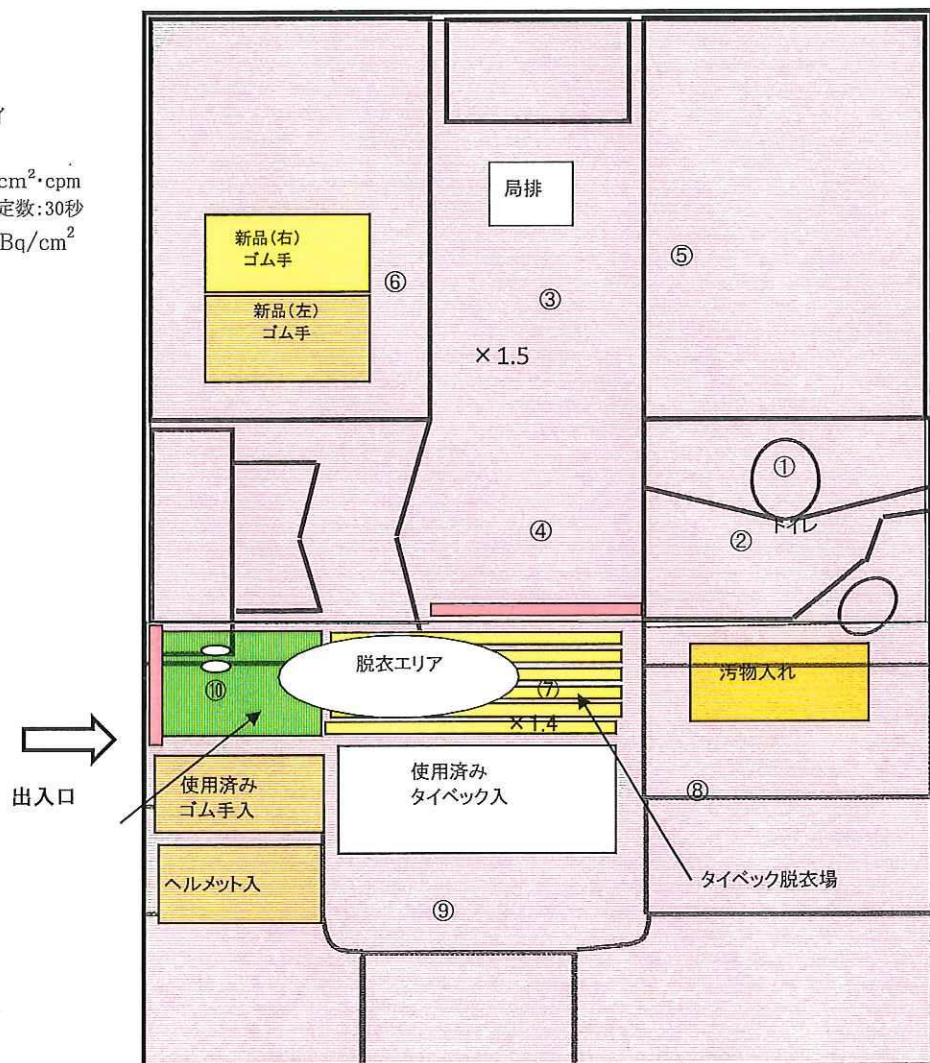 cm²・cpm
定数:30秒
Bq/cm²
局排
新品(右)
ゴム手
新品(左)
ゴム手
⑥
③
⑤
×1.5
①
トイレ
②
④
脱衣エリア
⑦
×1.4
⑩
汚物入れ
出入口
使用済み
ゴム手入
使用済み
タイベック入
⑧
ヘルメット入
タイベック脱衣場
⑨